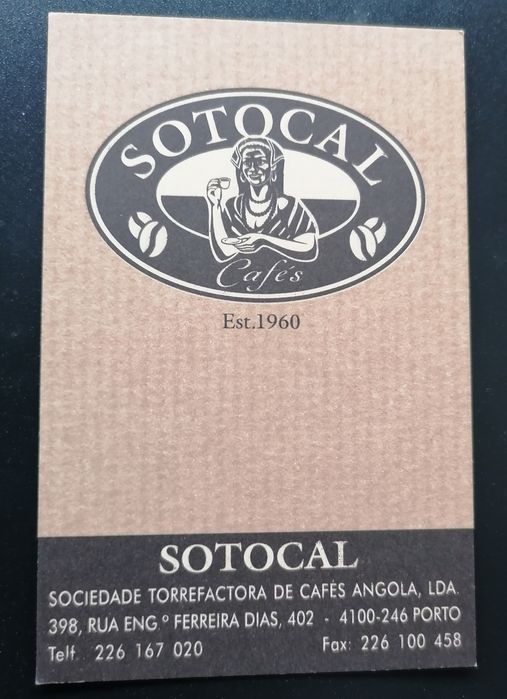 SOTOCAL
Cafés
Est.1960
SOTOCAL
SOCIEDADE TORREFACTORA DE CAFÉS ANGOLA, LDA.
398, RUA ENG.º FERREIRA DIAS, 402 - 4100-246 PORTO
Telf.: 226 167 020 Fax: 226 100 458